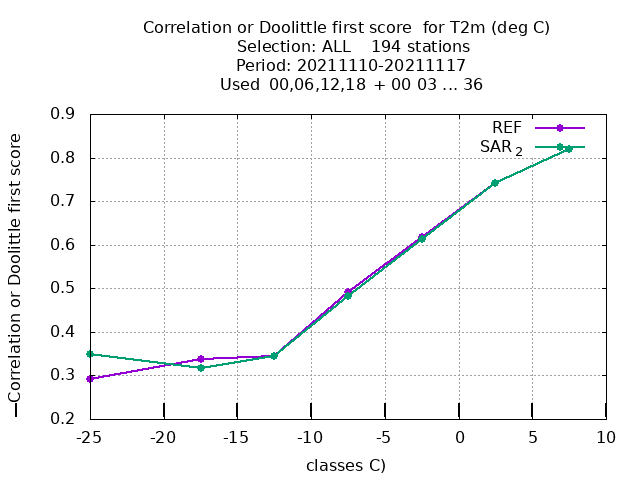 Correlation or Doolittle first score  for T2m (deg C)
Selection: ALL    194 stations
Period: 20211110-20211117
Used  00,06,12,18  + 00 03 ... 36
REF
SAR 2
0.9
0.8
0.7
0.6
0.5
0.4
0.3
0.2
Correlation or Doolittle first score
-25 -20 -15 -10 -5 0 5 10
classes C)